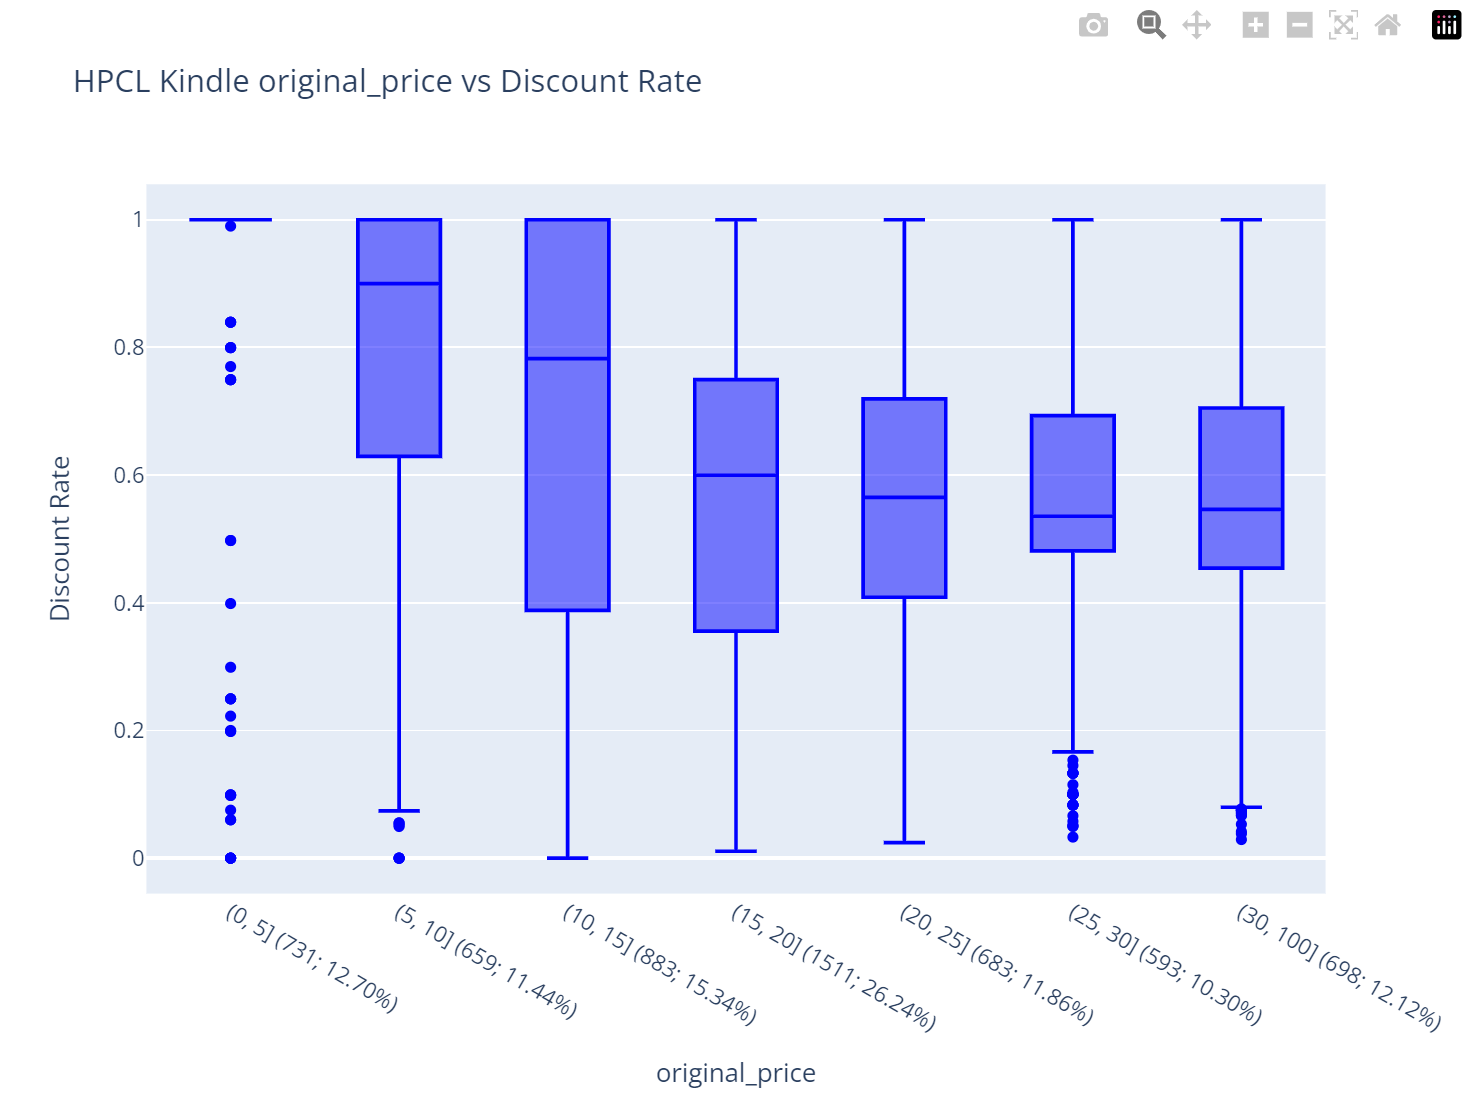 HPCL Kindle original_price vs Discount Rate
1
0.8
0.6
0.4
0.2
0
Discount Rate
(0, 5] (731; 12.70%)
(5, 10] (659; 11.44%)
(10, 15] (883; 15.34%)
(15, 20] (1511; 26.24%)
(20, 25] (683; 11.86%)
(25, 30] (593; 10.30%)
(30, 100] (698; 12.12%)
original_price